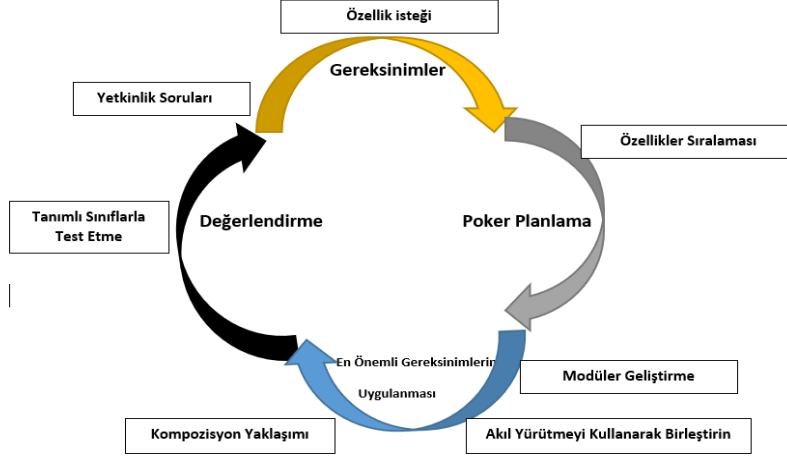 Özellik isteği
Gereksinimler
Yetkinlik Soruları
Özellikler Sıralaması
Tanımlı Sınıflarla
Test Etme
Değerlendirme
Poker Planlama
En Önemli Gereksinimlerin
Uygulanması
Modüler Geliştirme
Kompozisyon Yaklaşımı
Akıl Yürütmeyi Kullanarak Birleştirin